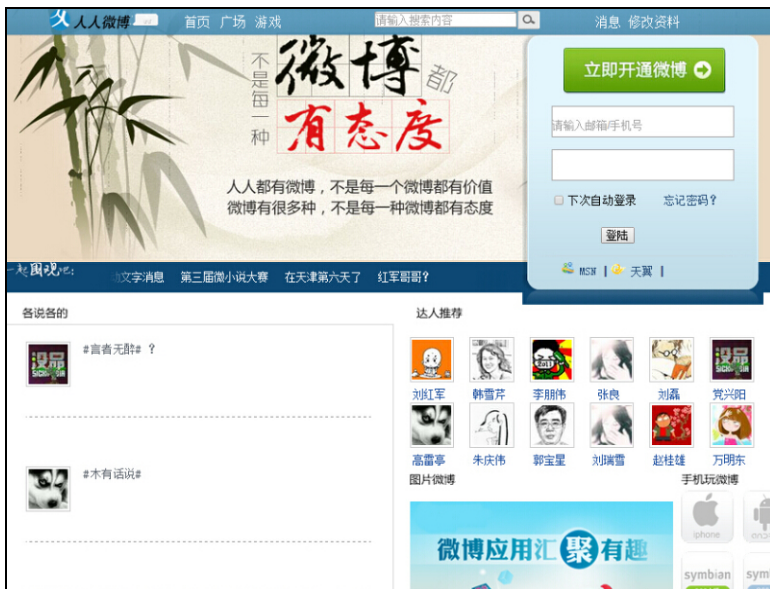 人人微博 首页 广场 游戏 请输入搜索内容 消息 修改资料
不是每一种
微博都
有态度
人人都有微博，不是每一个微博都有价值
微博有很多种，不是每一种微博都有态度
立即开通微博
请输入邮箱/手机号
下次自动登录 忘记密码?
登陆
MSN | 天翼 |
一起围观吧: 文字消息 第三届微小说大赛 在天津第六天了 红军哥哥?
各说各的
#言者无醉# ?
#木有话说#
达人推荐
刘红军 韩雪芹 李朋伟 张良 刘磊 党兴阳
高雷亭 朱庆伟 郭宝星 刘瑞雪 赵桂雄 万明东
图片微博 手机玩微博
微博应用汇聚有趣
iphone
symbian